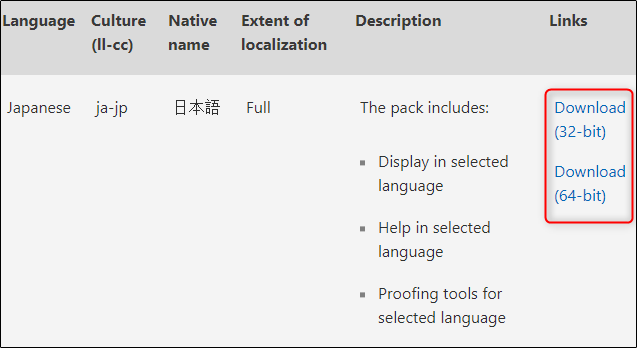 Language
Culture
(ll-cc)
Native
name
Extent of
localization
Description
Links
Japanese
ja-jp
日本語
Full
The pack includes:
Display in selected
language
Help in selected
language
Proofing tools for
selected language
Download
(32-bit)
Download
(64-bit)